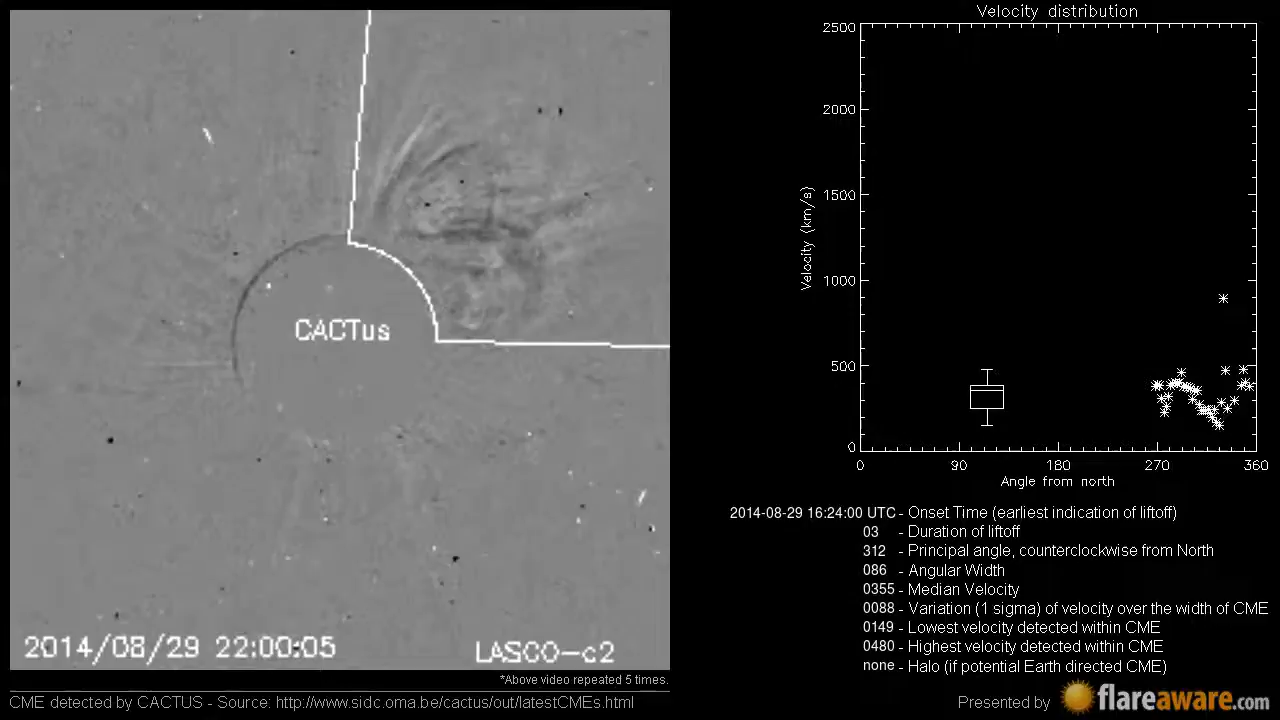 Velocity distribution
2500
2000
1500
1000
500
0
Velocity (km/s)
0 90 180 270 360
Angle from north
CACTus
2014/08/29 22:00:05 LASCO-c2
*Above video repeated 5 times.
CME detected by CACTUS - Source: http://www.sidc.oma.be/cactus/out/latestCMEs.html
2014-08-29 16:24:00 UTC - Onset Time (earliest indication of liftoff)
03 - Duration of liftoff
312 - Principal angle, counterclockwise from North
086 - Angular Width
0355 - Median Velocity
0088 - Variation (1 sigma) of velocity over the width of CME
0149 - Lowest velocity detected within CME
0480 - Highest velocity detected within CME
none - Halo (if potential Earth directed CME)
Presented by flareaware.com